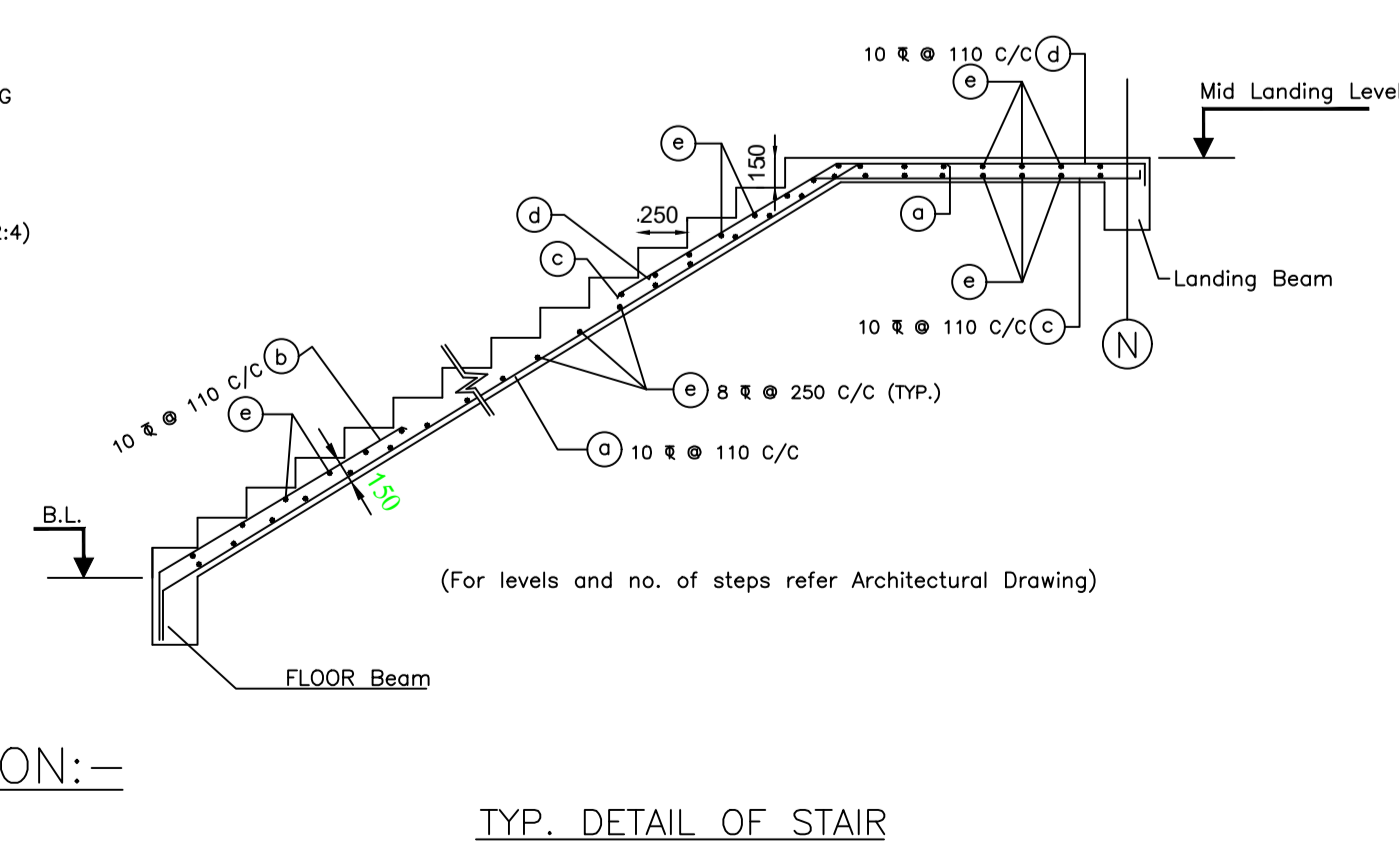 10 Ꞧ @ 110 C/C d
G
e
Mid Landing Level
e
150
:4)
d
.250
a
c
e
Landing Beam
10 @ 110 C/C c
N
10 @ 110 C/C b
e
e 8 @ 250 C/C (TYP.)
a 10 @ 110 C/C
150
B.L.
(For levels and no. of steps refer Architectural Drawing)
FLOOR Beam
ON:-
TYP. DETAIL OF STAIR